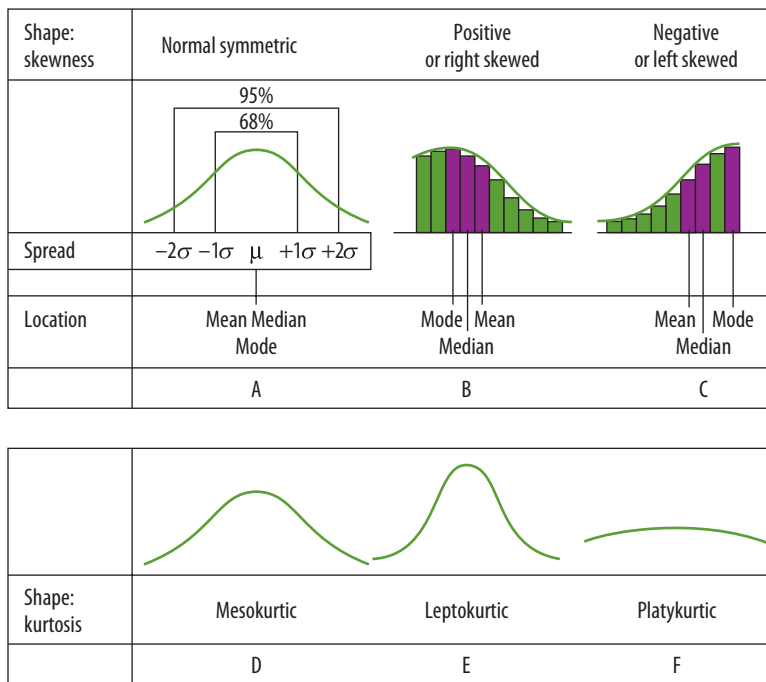 Shape:
skewness
Normal symmetric
Positive
or right skewed
Negative
or left skewed
95%
68%
Spread
−2σ −1σ μ +1σ +2σ
Location
Mean Median
Mode
Mode Mean
Median
Mean Mode
Median
A B C
Shape:
kurtosis
Mesokurtic Leptokurtic Platykurtic
D E F